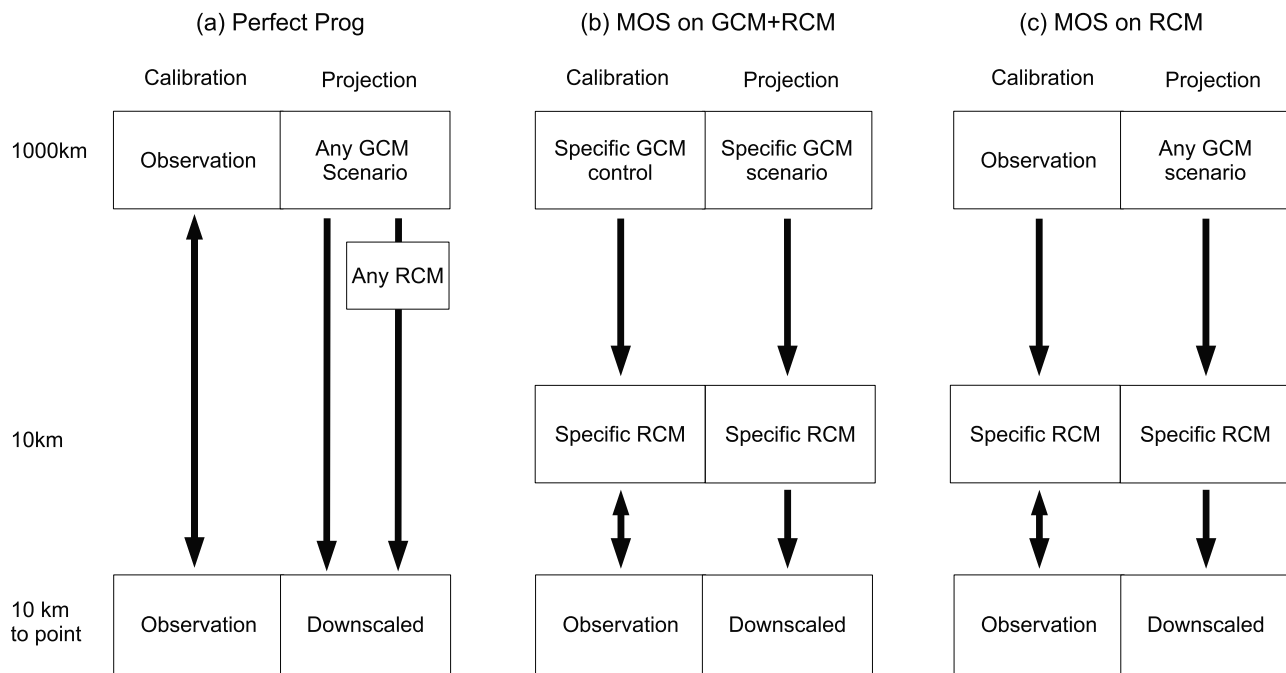 (a) Perfect Prog
(b) MOS on GCM+RCM
(c) MOS on RCM
Calibration
Projection
Calibration
Projection
Calibration
Projection
1000km
Observation
Any GCM
Scenario
Specific GCM
control
Specific GCM
scenario
Observation
Any GCM
scenario
Any RCM
10km
Specific RCM
Specific RCM
Specific RCM
Specific RCM
10 km
to point
Observation
Downscaled
Observation
Downscaled
Observation
Downscaled